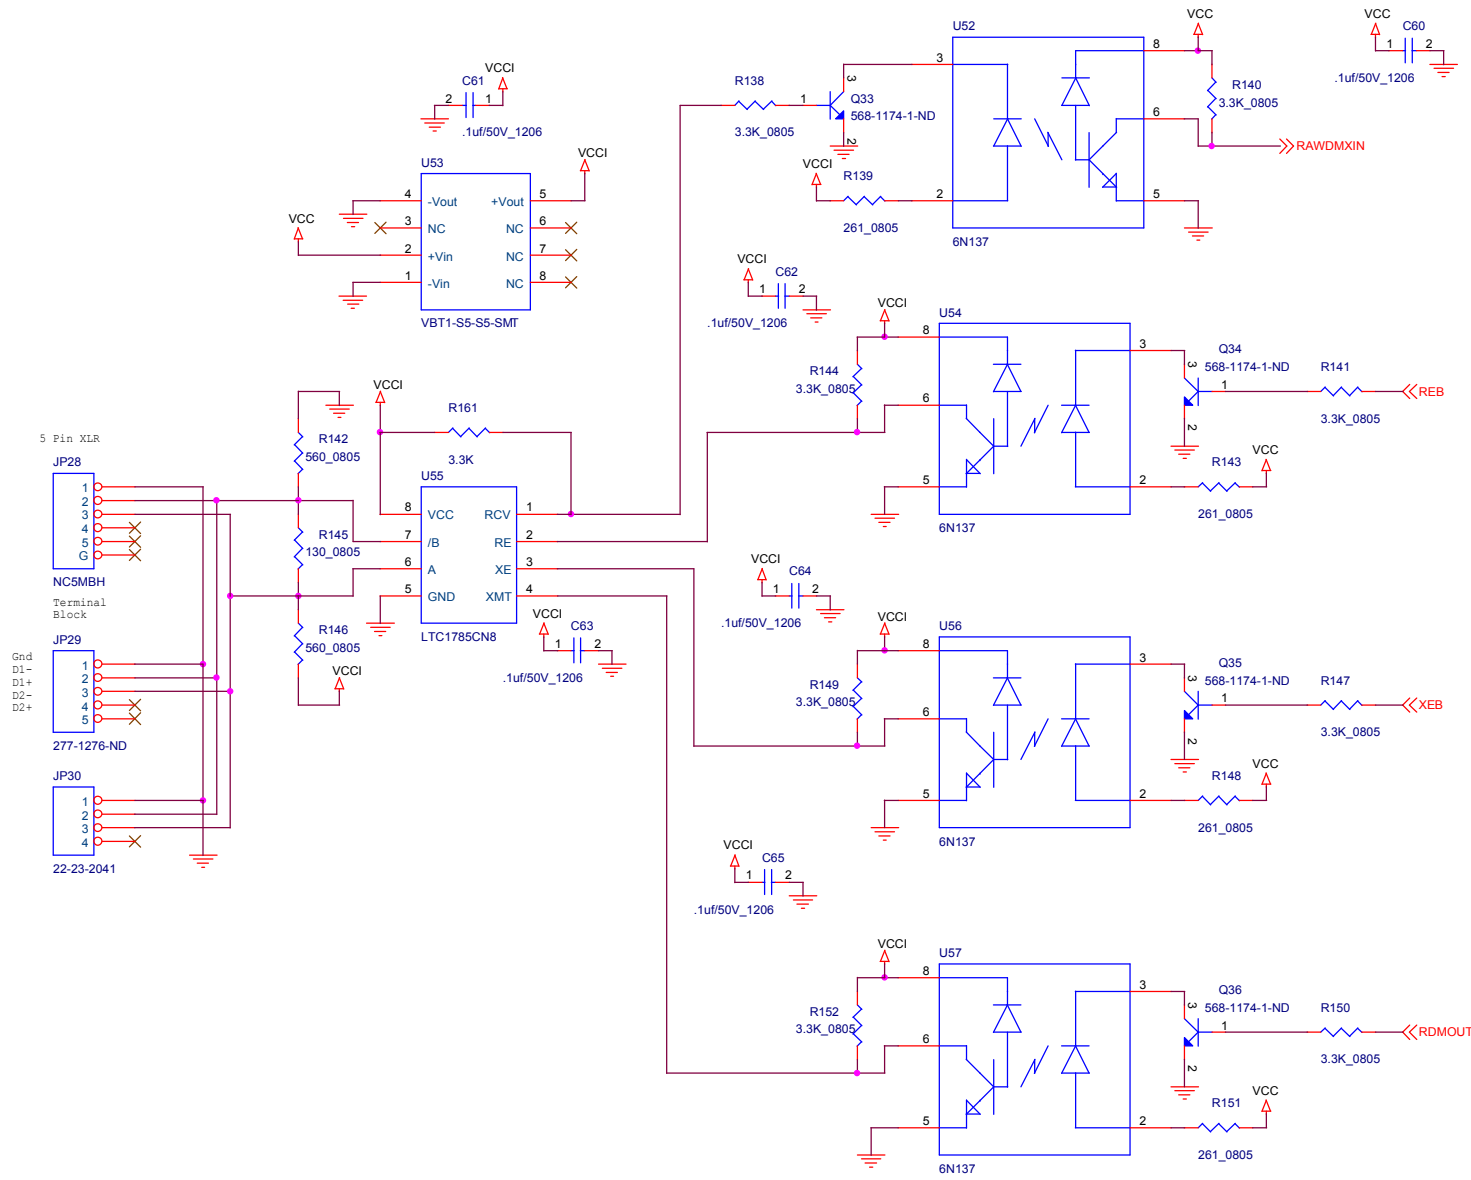 U52
VCC
VCC
C60
1
2
.1uf/50V_1206
8
3
R138
1
3
Q33
568-1174-1-ND
2
3.3K_0805
R140
3.3K_0805
6
RAWDMXIN
VCCI
R139
261_0805
2
5
6N137
VCCI
C61
2
1
.1uf/50V_1206
U53
VCCI
4
-Vout
+Vout
5
3
NC
NC
6
VCC
2
+Vin
NC
7
1
-Vin
NC
8
VBT1-S5-S5-SMT
VCCI
C62
1
2
.1uf/50V_1206
VCCI
U54
8
3
3
Q34
568-1174-1-ND
1
2
R141
3.3K_0805
REB
R144
3.3K_0805
6
R143
VCC
5
2
261_0805
6N137
VCCI
R161
3.3K
R142
560_0805
5 Pin XLR
JP28
1
2
3
4
5
G
NC5MBH
R145
130_0805
U55
8
VCC
RCV
1
7
/B
RE
2
6
A
XE
3
5
GND
XMT
4
LTC1785CN8
Terminal
Block
JP29
Gnd
D1-
D1+
D2-
D2+
1
2
3
4
5
277-1276-ND
R146
560_0805
VCCI
VCCI
C63
1
2
.1uf/50V_1206
VCCI
C64
1
2
.1uf/50V_1206
VCCI
U56
8
3
3
Q35
568-1174-1-ND
1
2
R147
3.3K_0805
XEB
R149
3.3K_0805
6
R148
VCC
5
2
261_0805
6N137
JP30
1
2
3
4
22-23-2041
VCCI
C65
1
2
.1uf/50V_1206
VCCI
U57
8
3
3
Q36
568-1174-1-ND
1
2
R150
3.3K_0805
RDMOUT
R152
3.3K_0805
6
R151
VCC
5
2
261_0805
6N137